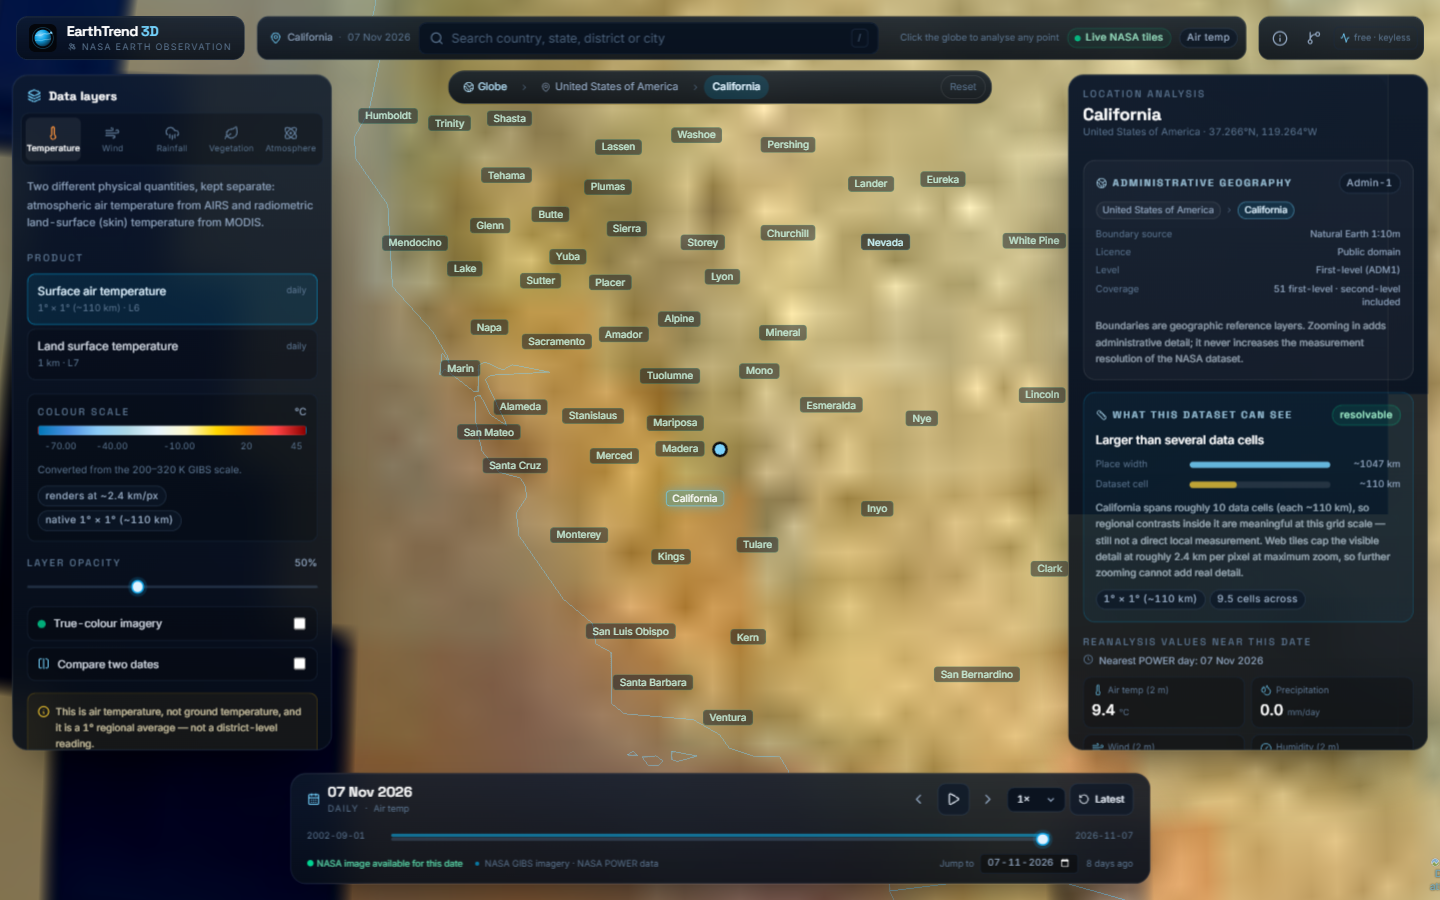 EarthTrend 3D
NASA EARTH OBSERVATION
California · 07 Nov 2026
Search country, state, district or city
/
Click the globe to analyse any point
Live NASA tiles
Air temp
free · keyless
Globe › United States of America › California
Reset
Data layers
Temperature
Wind
Rainfall
Vegetation
Atmosphere
Two different physical quantities, kept separate:
atmospheric air temperature from AIRS and radiometric
land-surface (skin) temperature from MODIS.
PRODUCT
Surface air temperature
daily
1° × 1° (~110 km) · L6
Land surface temperature
daily
1 km · L7
COLOUR SCALE
°C
-70.00 -40.00 -10.00 20 45
Converted from the 200–320 K GIBS scale.
renders at ~2.4 km/px
native 1° × 1° (~110 km)
LAYER OPACITY
50%
True-colour imagery
Compare two dates
This is air temperature, not ground temperature, and
it is a 1° regional average — not a district-level
reading.
Humboldt
Trinity
Shasta
Lassen
Washoe
Pershing
Tehama
Plumas
Lander
Eureka
Butte
Glenn
Sierra
Mendocino
Storey
Churchill
Nevada
White Pine
Yuba
Lake
Sutter
Placer
Lyon
Napa
Sacramento
Amador
Alpine
Mineral
Marin
Tuolumne
Mono
Lincoln
Alameda
Stanislaus
Mariposa
Esmeralda
Nye
San Mateo
Merced
Madera
Santa Cruz
California
Inyo
Monterey
Kings
Tulare
Clark
San Luis Obispo
Kern
Santa Barbara
San Bernardino
Ventura
LOCATION ANALYSIS
California
United States of America · 37.266°N, 119.264°W
ADMINISTRATIVE GEOGRAPHY
Admin-1
United States of America › California
Boundary source
Natural Earth 1:10m
Licence
Public domain
Level
First-level (ADM1)
Coverage
51 first-level · second-level
included
Boundaries are geographic reference layers. Zooming in adds
administrative detail; it never increases the measurement
resolution of the NASA dataset.
WHAT THIS DATASET CAN SEE
resolvable
Larger than several data cells
Place width
~1047 km
Dataset cell
~110 km
California spans roughly 10 data cells (each ~110 km), so
regional contrasts inside it are meaningful at this grid scale —
still not a direct local measurement. Web tiles cap the visible
detail at roughly 2.4 km per pixel at maximum zoom, so further
zooming cannot add real detail.
1° × 1° (~110 km)
9.5 cells across
REANALYSIS VALUES NEAR THIS DATE
Nearest POWER day: 07 Nov 2026
Air temp (2 m)
9.4 °C
Precipitation
0.0 mm/day
Wind (2 m)
Humidity (2 m)
07 Nov 2026
DAILY · Air temp
1×
Latest
2002-09-01
2026-11-07
NASA image available for this date
NASA GIBS imagery · NASA POWER data
Jump to
07-11-2026
8 days ago